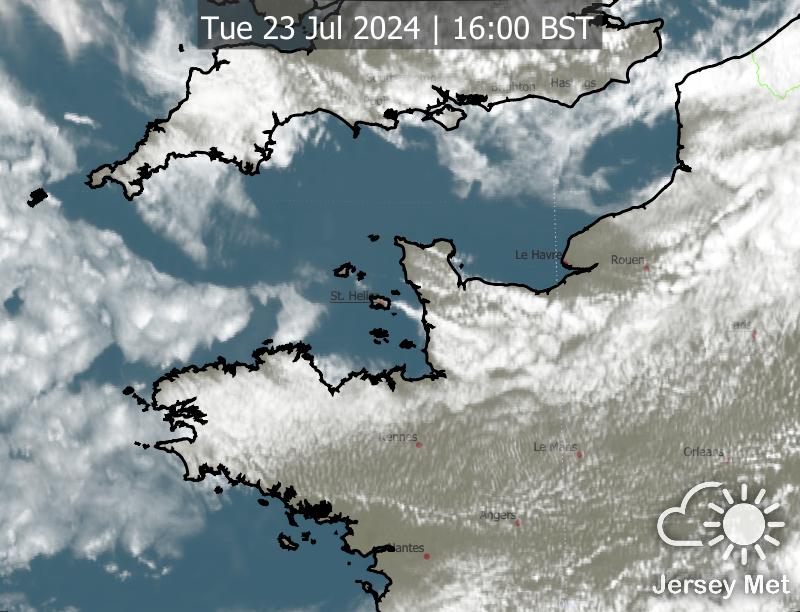 Tue 23 Jul 2024 | 16:00 BST
Brighton
Hastings
Le Havre
Rouen
St. Helier
Paris
Rennes
Le Mans
Orleans
Angers
Nantes
Jersey Met